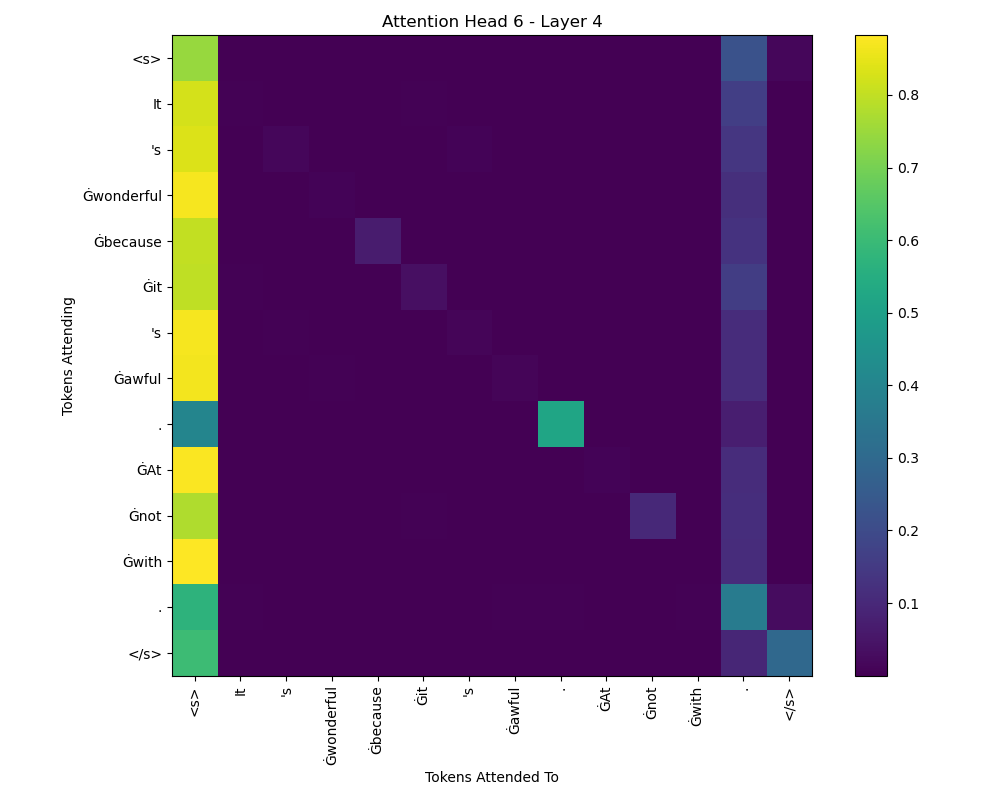 Attention Head 6 - Layer 4
<s>
It
's
Ġwonderful
Ġbecause
Ġit
's
Ġawful
.
ĠAt
Ġnot
Ġwith
.
</s>
Tokens Attending
<s>
It
's
Ġwonderful
Ġbecause
Ġit
's
Ġawful
.
ĠAt
Ġnot
Ġwith
.
</s>
Tokens Attended To
0.8
0.7
0.6
0.5
0.4
0.3
0.2
0.1